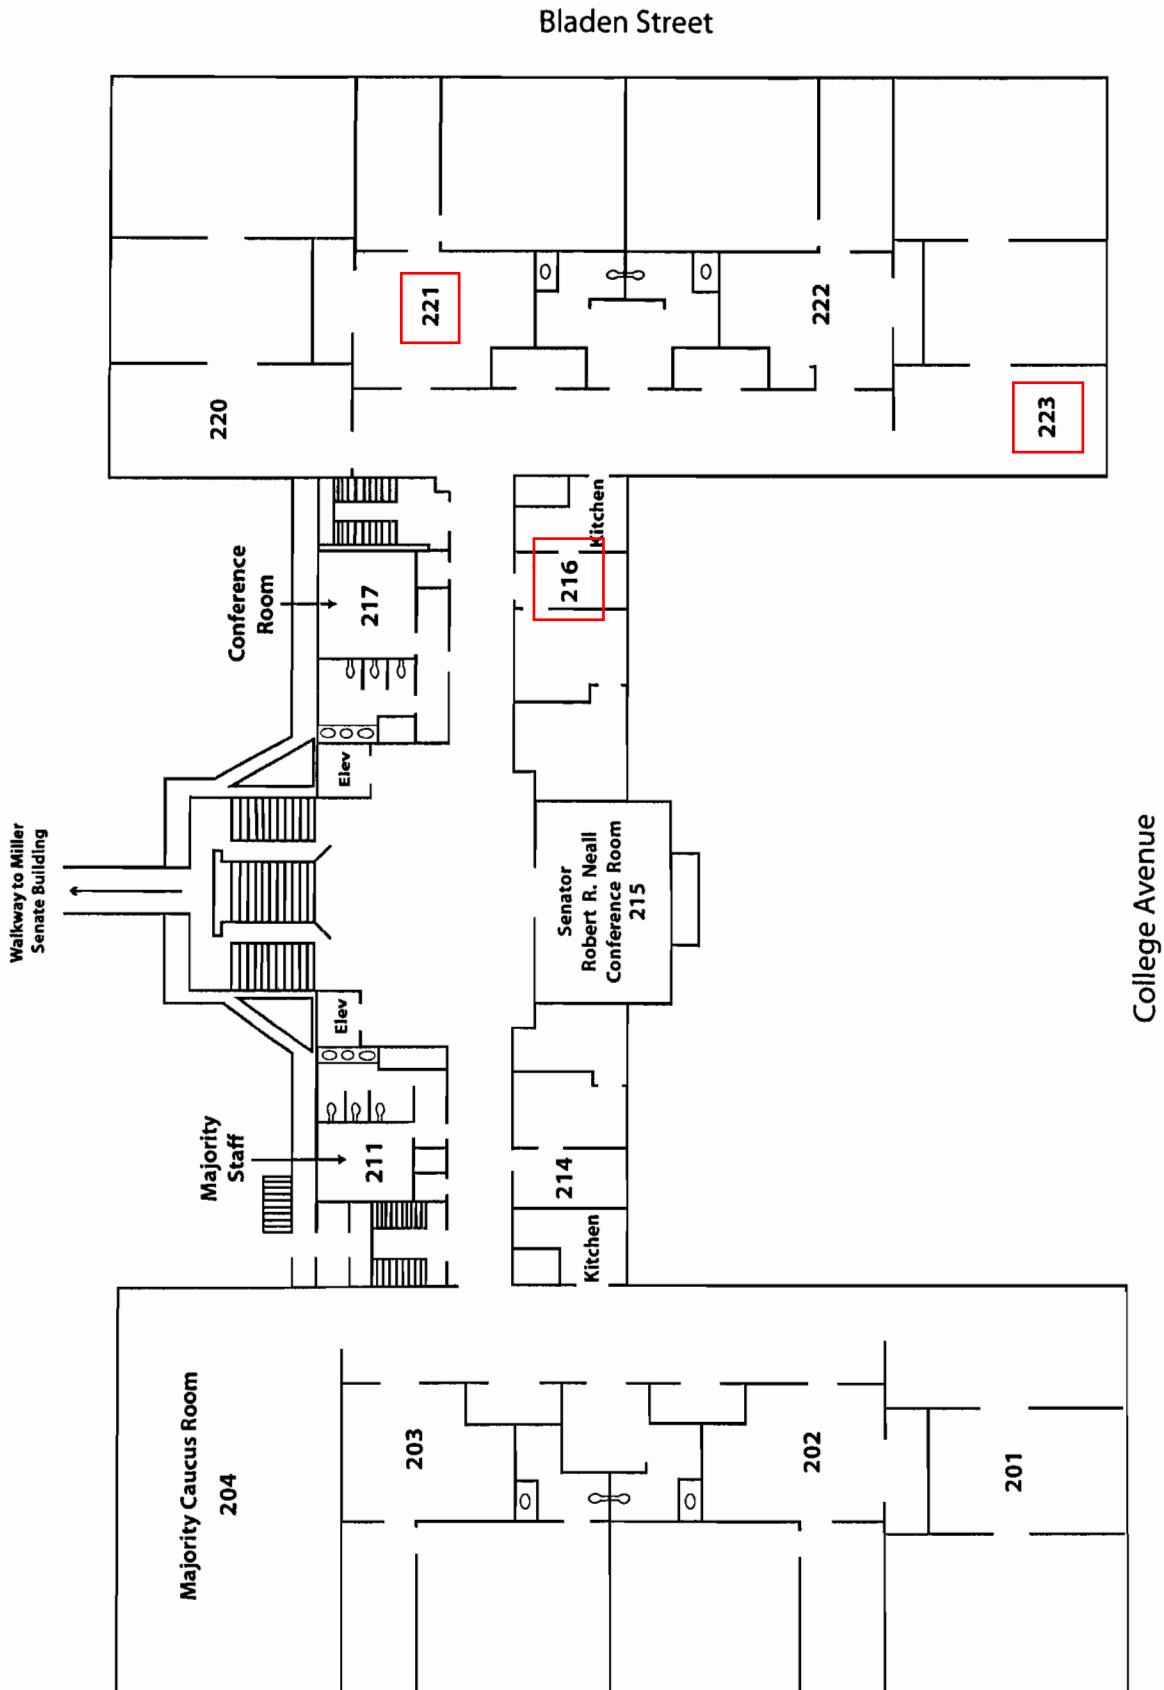 Bladen Street
221
222
220
223
Kitchen
Conference
Room
217
216
Elev
Walkway to Miller
Senate Building
Senator
Robert R. Neall
Conference Room
215
College Avenue
Elev
Majority
Staff
211
214
Kitchen
Majority Caucus Room
204
203
202
201